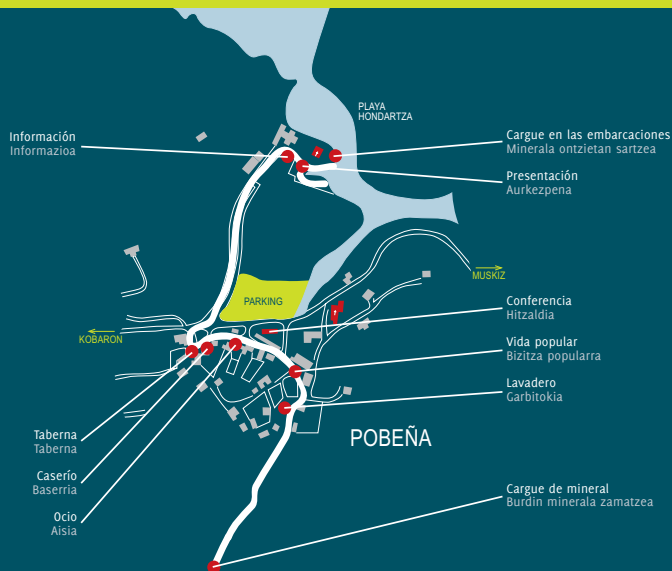 PLAYA
HONDARTZA
Información
Informazioa
Cargue en las embarcaciones
Minerala ontzietan sartzea
Presentación
Aurkezpena
MUSKIZ
PARKING
KOBARON
Conferencia
Hitzaldia
Vida popular
Bizitza popularra
Lavadero
Garbitokia
POBEÑA
Taberna
Taberna
Caserío
Baserria
Ocio
Aisia
Cargue de mineral
Burdin minerala zamatzea